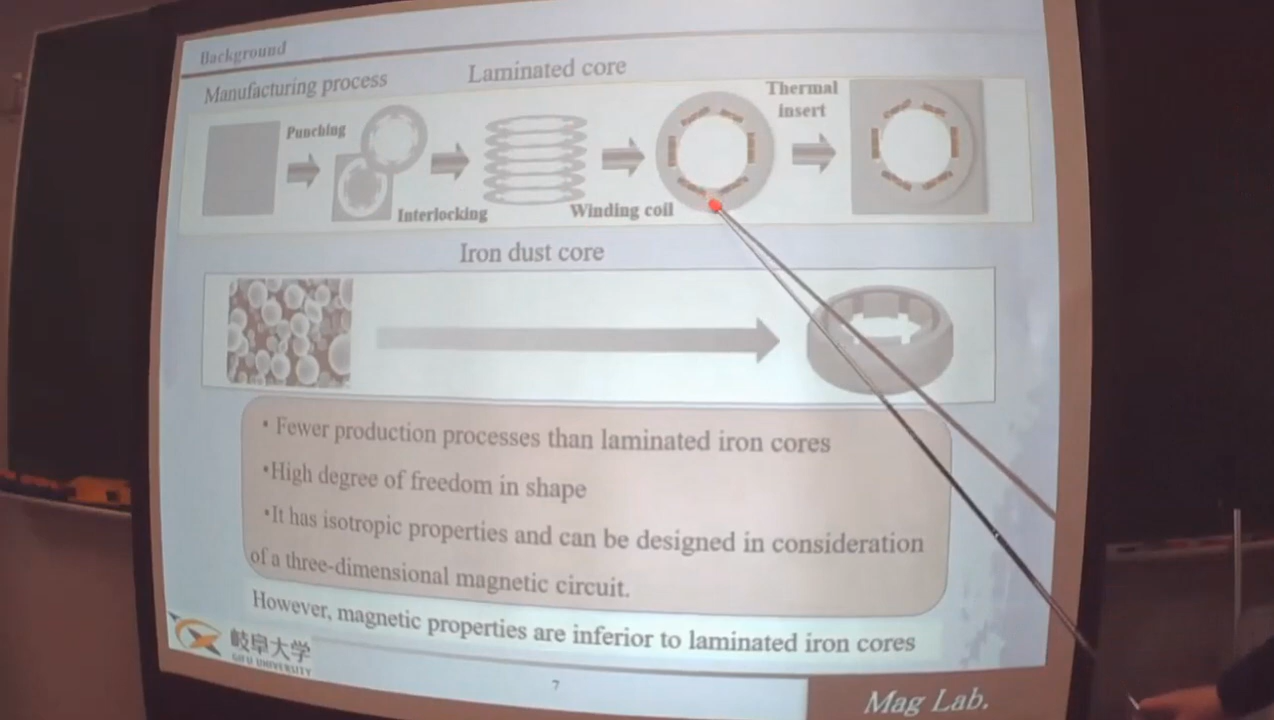 Background
Manufacturing process
Laminated core
Punching
Interlocking
Winding coil
Thermal
insert
Iron dust core
• Fewer production processes than laminated iron cores
•High degree of freedom in shape
•It has isotropic properties and can be designed in consideration
of a three-dimensional magnetic circuit.
However, magnetic properties are inferior to laminated iron cores
岐阜大学
GIFU UNIVERSITY
7
Mag Lab.